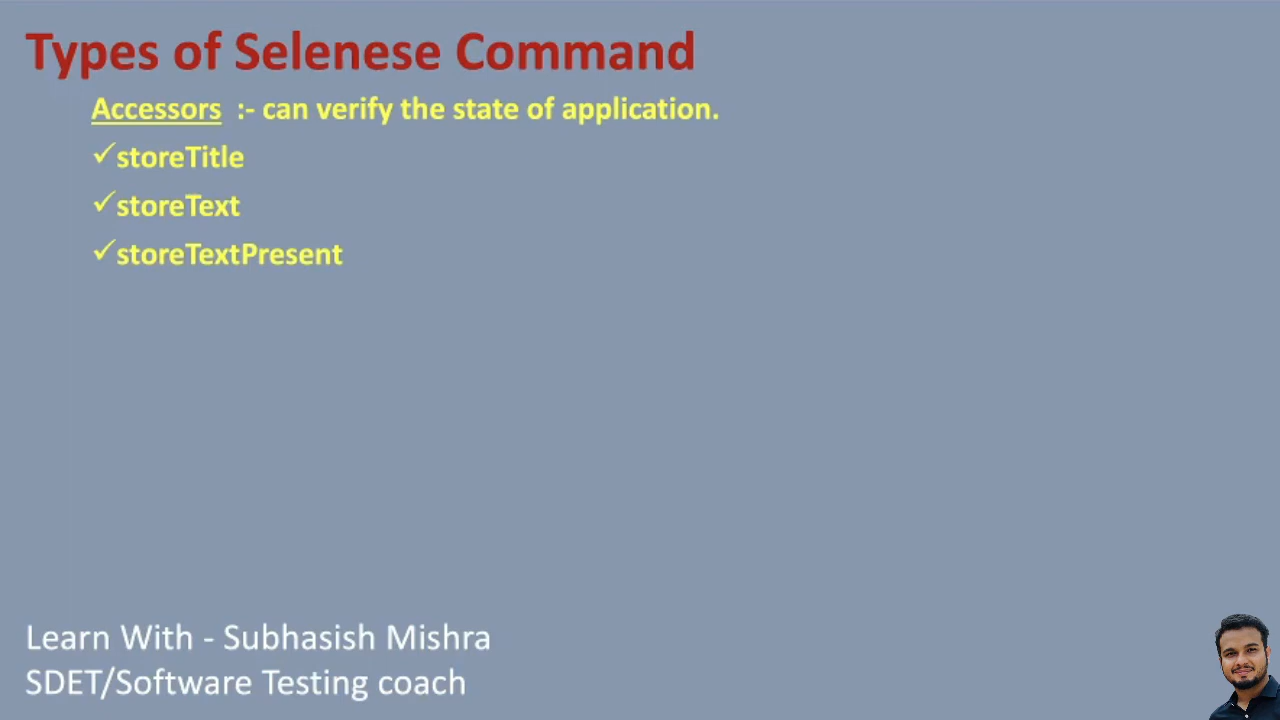 Types of Selenese Command
Accessors :- can verify the state of application.
✓storeTitle
✓storeText
✓storeTextPresent
Learn With - Subhasish Mishra
SDET/Software Testing coach